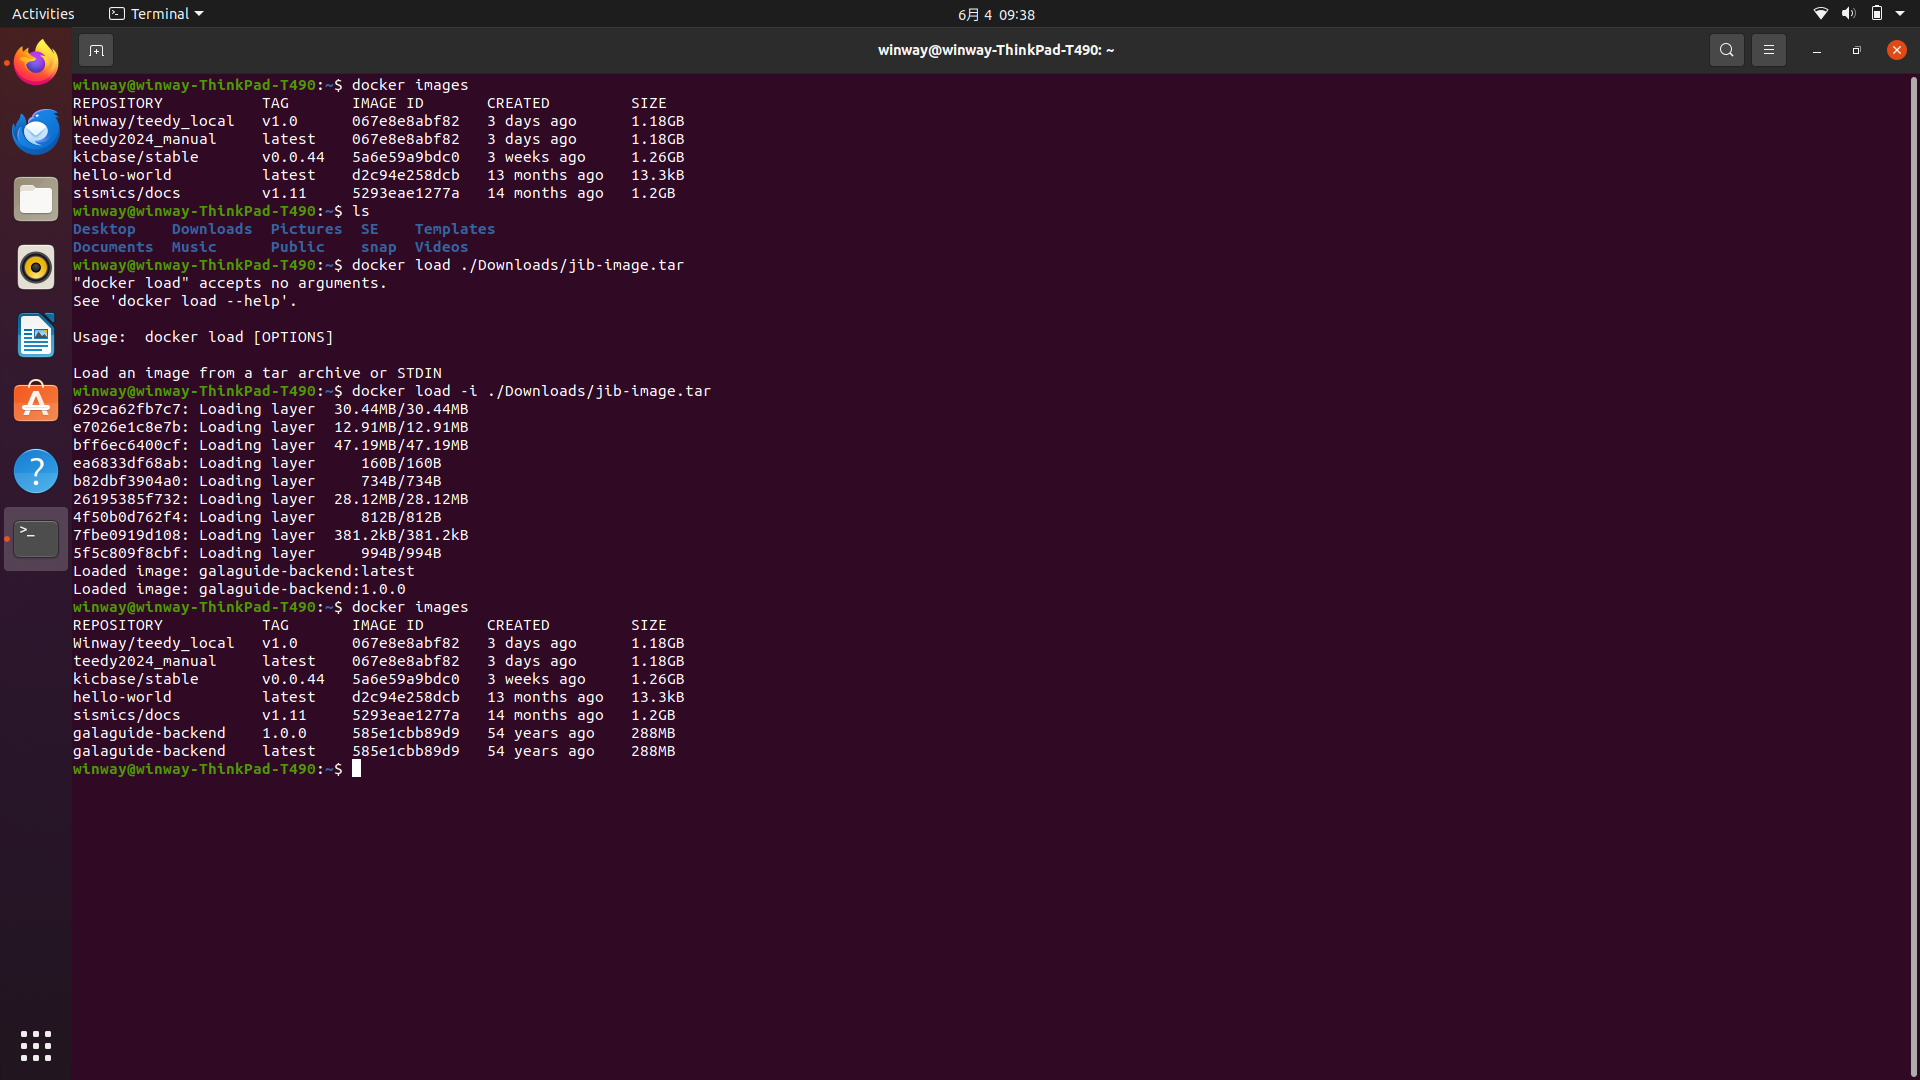 Activities Terminal 6月 4 09:38
winway@winway-ThinkPad-T490: ~
winway@winway-ThinkPad-T490:~$ docker images
REPOSITORY TAG IMAGE ID CREATED SIZE
Winway/teedy_local v1.0 067e8e8abf82 3 days ago 1.18GB
teedy2024_manual latest 067e8e8abf82 3 days ago 1.18GB
kicbase/stable v0.0.44 5a6e59a9bdc0 3 weeks ago 1.26GB
hello-world latest d2c94e258dcb 13 months ago 13.3kB
sismics/docs v1.11 5293eae1277a 14 months ago 1.2GB
winway@winway-ThinkPad-T490:~$ ls
Desktop Downloads Pictures SE Templates
Documents Music Public snap Videos
winway@winway-ThinkPad-T490:~$ docker load ./Downloads/jib-image.tar
"docker load" accepts no arguments.
See 'docker load --help'.
Usage: docker load [OPTIONS]
Load an image from a tar archive or STDIN
winway@winway-ThinkPad-T490:~$ docker load -i ./Downloads/jib-image.tar
629ca62fb7c7: Loading layer 30.44MB/30.44MB
e7026e1c8e7b: Loading layer 12.91MB/12.91MB
bff6ec6400cf: Loading layer 47.19MB/47.19MB
ea6833df68ab: Loading layer 160B/160B
b82dbf3904a0: Loading layer 734B/734B
26195385f732: Loading layer 28.12MB/28.12MB
4f50b0d762f4: Loading layer 812B/812B
7fbe0919d108: Loading layer 381.2kB/381.2kB
5f5c809f8cbf: Loading layer 994B/994B
Loaded image: galaguide-backend:latest
Loaded image: galaguide-backend:1.0.0
winway@winway-ThinkPad-T490:~$ docker images
REPOSITORY TAG IMAGE ID CREATED SIZE
Winway/teedy_local v1.0 067e8e8abf82 3 days ago 1.18GB
teedy2024_manual latest 067e8e8abf82 3 days ago 1.18GB
kicbase/stable v0.0.44 5a6e59a9bdc0 3 weeks ago 1.26GB
hello-world latest d2c94e258dcb 13 months ago 13.3kB
sismics/docs v1.11 5293eae1277a 14 months ago 1.2GB
galaguide-backend 1.0.0 585e1cbb89d9 54 years ago 288MB
galaguide-backend latest 585e1cbb89d9 54 years ago 288MB
winway@winway-ThinkPad-T490:~$